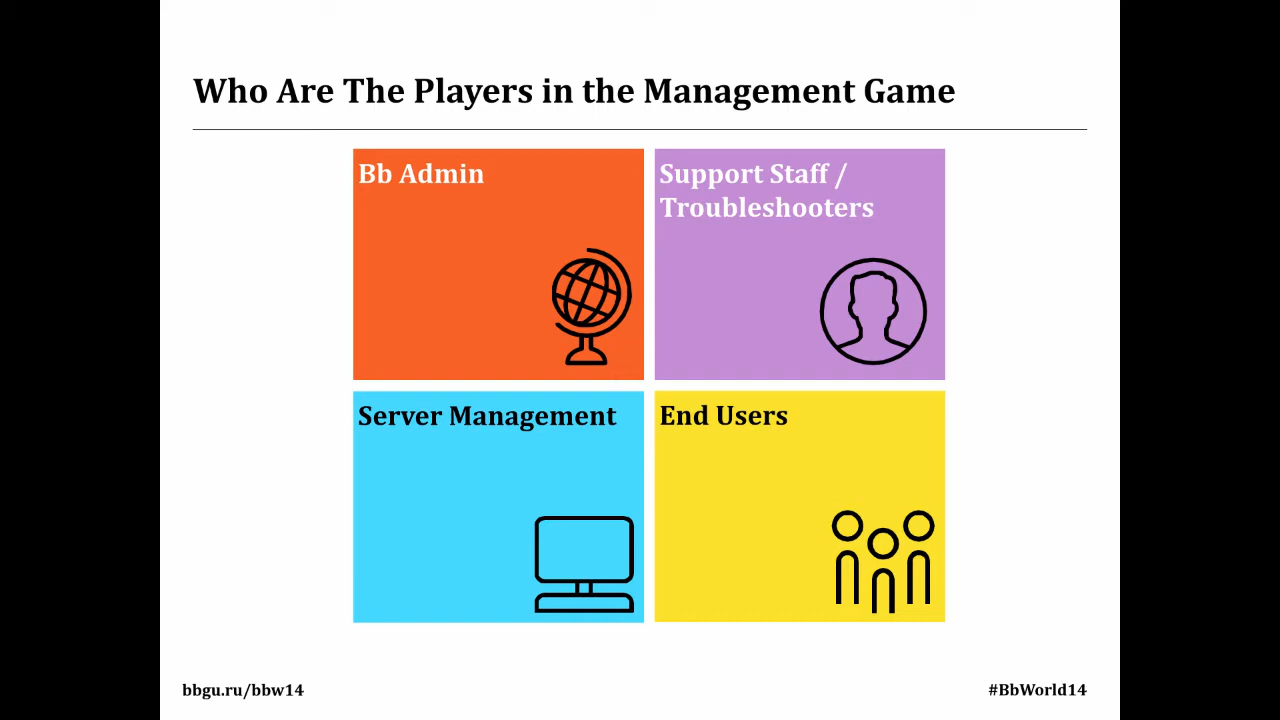 Who Are The Players in the Management Game
Bb Admin
Support Staff /
Troubleshooters
Server Management
End Users
bbgu.ru/bbw14
#BbWorld14